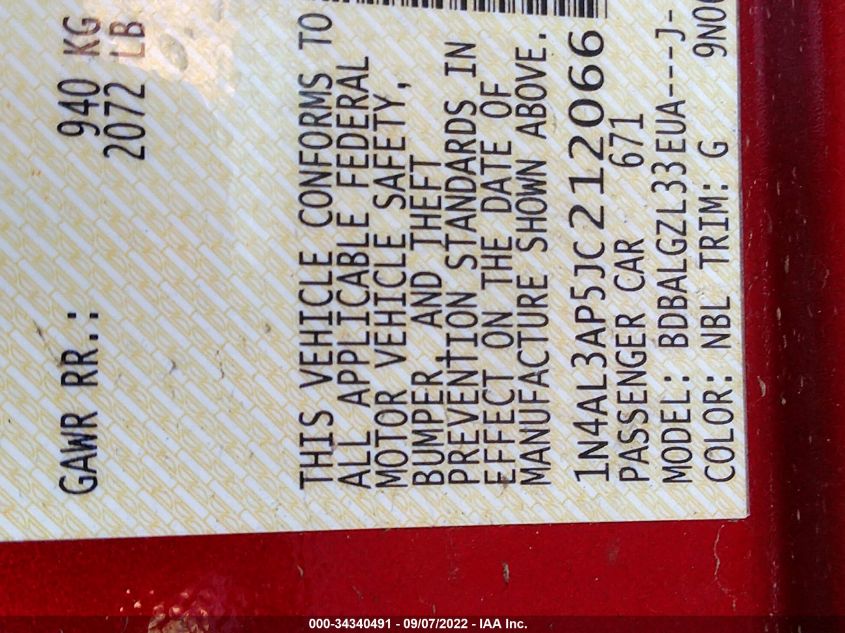 GAWR RR.: 940 KG
2072 LB
THIS VEHICLE CONFORMS TO
ALL APPLICABLE FEDERAL
MOTOR VEHICLE SAFETY,
BUMPER, AND THEFT
PREVENTION STANDARDS IN
EFFECT ON THE DATE OF
MANUFACTURE SHOWN ABOVE.
1N4AL3AP5JC212066
PASSENGER CAR 671
MODEL: BDBALGZL33EUA---J-
COLOR: NBL TRIM: G
000-34340491 - 09/07/2022 - IAA Inc.